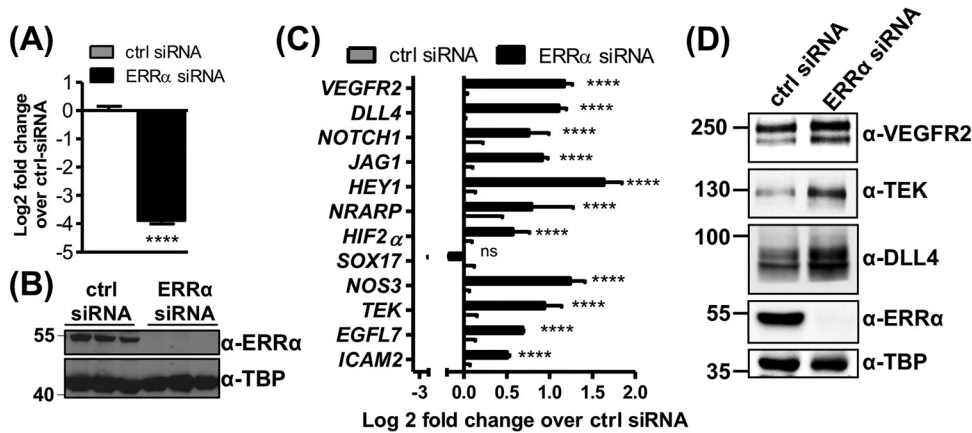 (A)
ctrl siRNA
ERRα siRNA
Log2 fold change
over ctrl-siRNA
1
0
-1
-2
-3
-4
-5
****
(B)
ctrl
siRNA
ERRα
siRNA
55
α-ERRα
α-TBP
40
(C)
ctrl siRNA
ERRα siRNA
VEGFR2
****
DLL4
****
NOTCH1
****
JAG1
****
HEY1
****
NRARP
****
HIF2α
****
SOX17
ns
NOS3
****
TEK
****
EGFL7
****
ICAM2
****
-3
0.0
0.5
1.0
1.5
2.0
Log 2 fold change over ctrl siRNA
(D)
ctrl siRNA
ERRα siRNA
250
α-VEGFR2
130
α-TEK
100
α-DLL4
55
α-ERRα
35
α-TBP